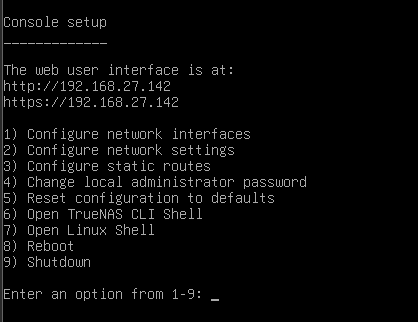 Console setup
-------------
The web user interface is at:
http://192.168.27.142
https://192.168.27.142
1) Configure network interfaces
2) Configure network settings
3) Configure static routes
4) Change local administrator password
5) Reset configuration to defaults
6) Open TrueNAS CLI Shell
7) Open Linux Shell
8) Reboot
9) Shutdown
Enter an option from 1-9: _